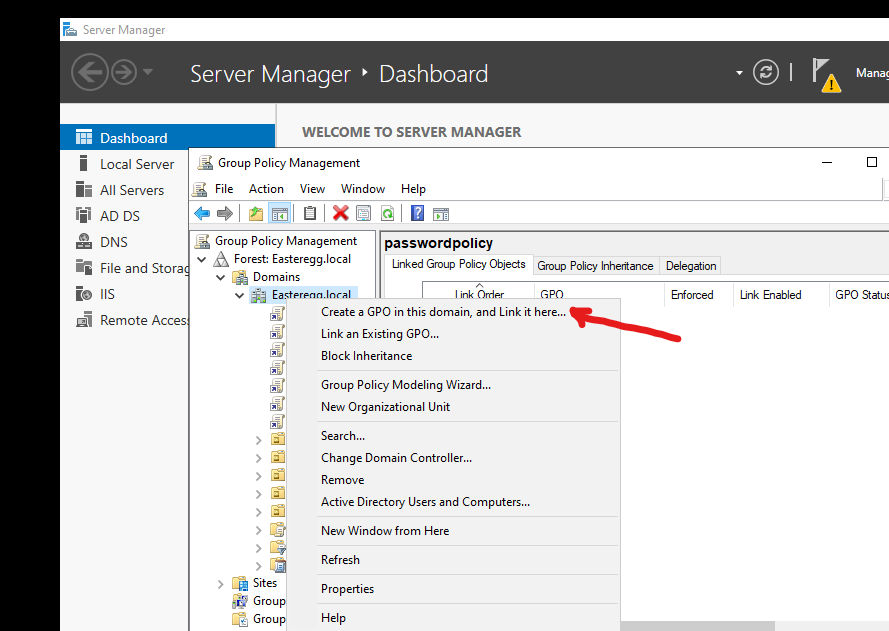 Server Manager
Server Manager Dashboard
Manag
Dashboard
Local Server
All Servers
AD DS
DNS
File and Storag
IIS
Remote Acces
WELCOME TO SERVER MANAGER
Group Policy Management
File Action View Window Help
Group Policy Management
Forest: Easteregg.local
Domains
Easteregg.local
Sites
Group
Group
passwordpolicy
Linked Group Policy Objects Group Policy Inheritance Delegation
Link Order GPO Enforced Link Enabled GPO Status
Create a GPO in this domain, and Link it here...
Link an Existing GPO...
Block Inheritance
Group Policy Modeling Wizard...
New Organizational Unit
Search...
Change Domain Controller...
Remove
Active Directory Users and Computers...
New Window from Here
Refresh
Properties
Help